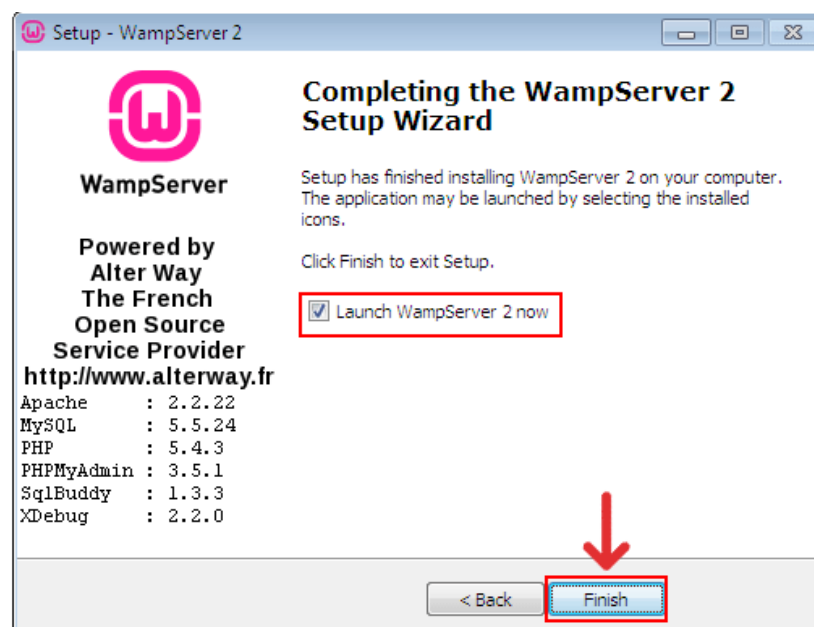 Setup - WampServer 2
WampServer
Powered by
Alter Way
The French
Open Source
Service Provider
http://www.alterway.fr
Apache : 2.2.22
MySQL : 5.5.24
PHP : 5.4.3
PHPMyAdmin : 3.5.1
SqlBuddy : 1.3.3
XDebug : 2.2.0
Completing the WampServer 2
Setup Wizard
Setup has finished installing WampServer 2 on your computer.
The application may be launched by selecting the installed
icons.
Click Finish to exit Setup.
Launch WampServer 2 now
< Back
Finish